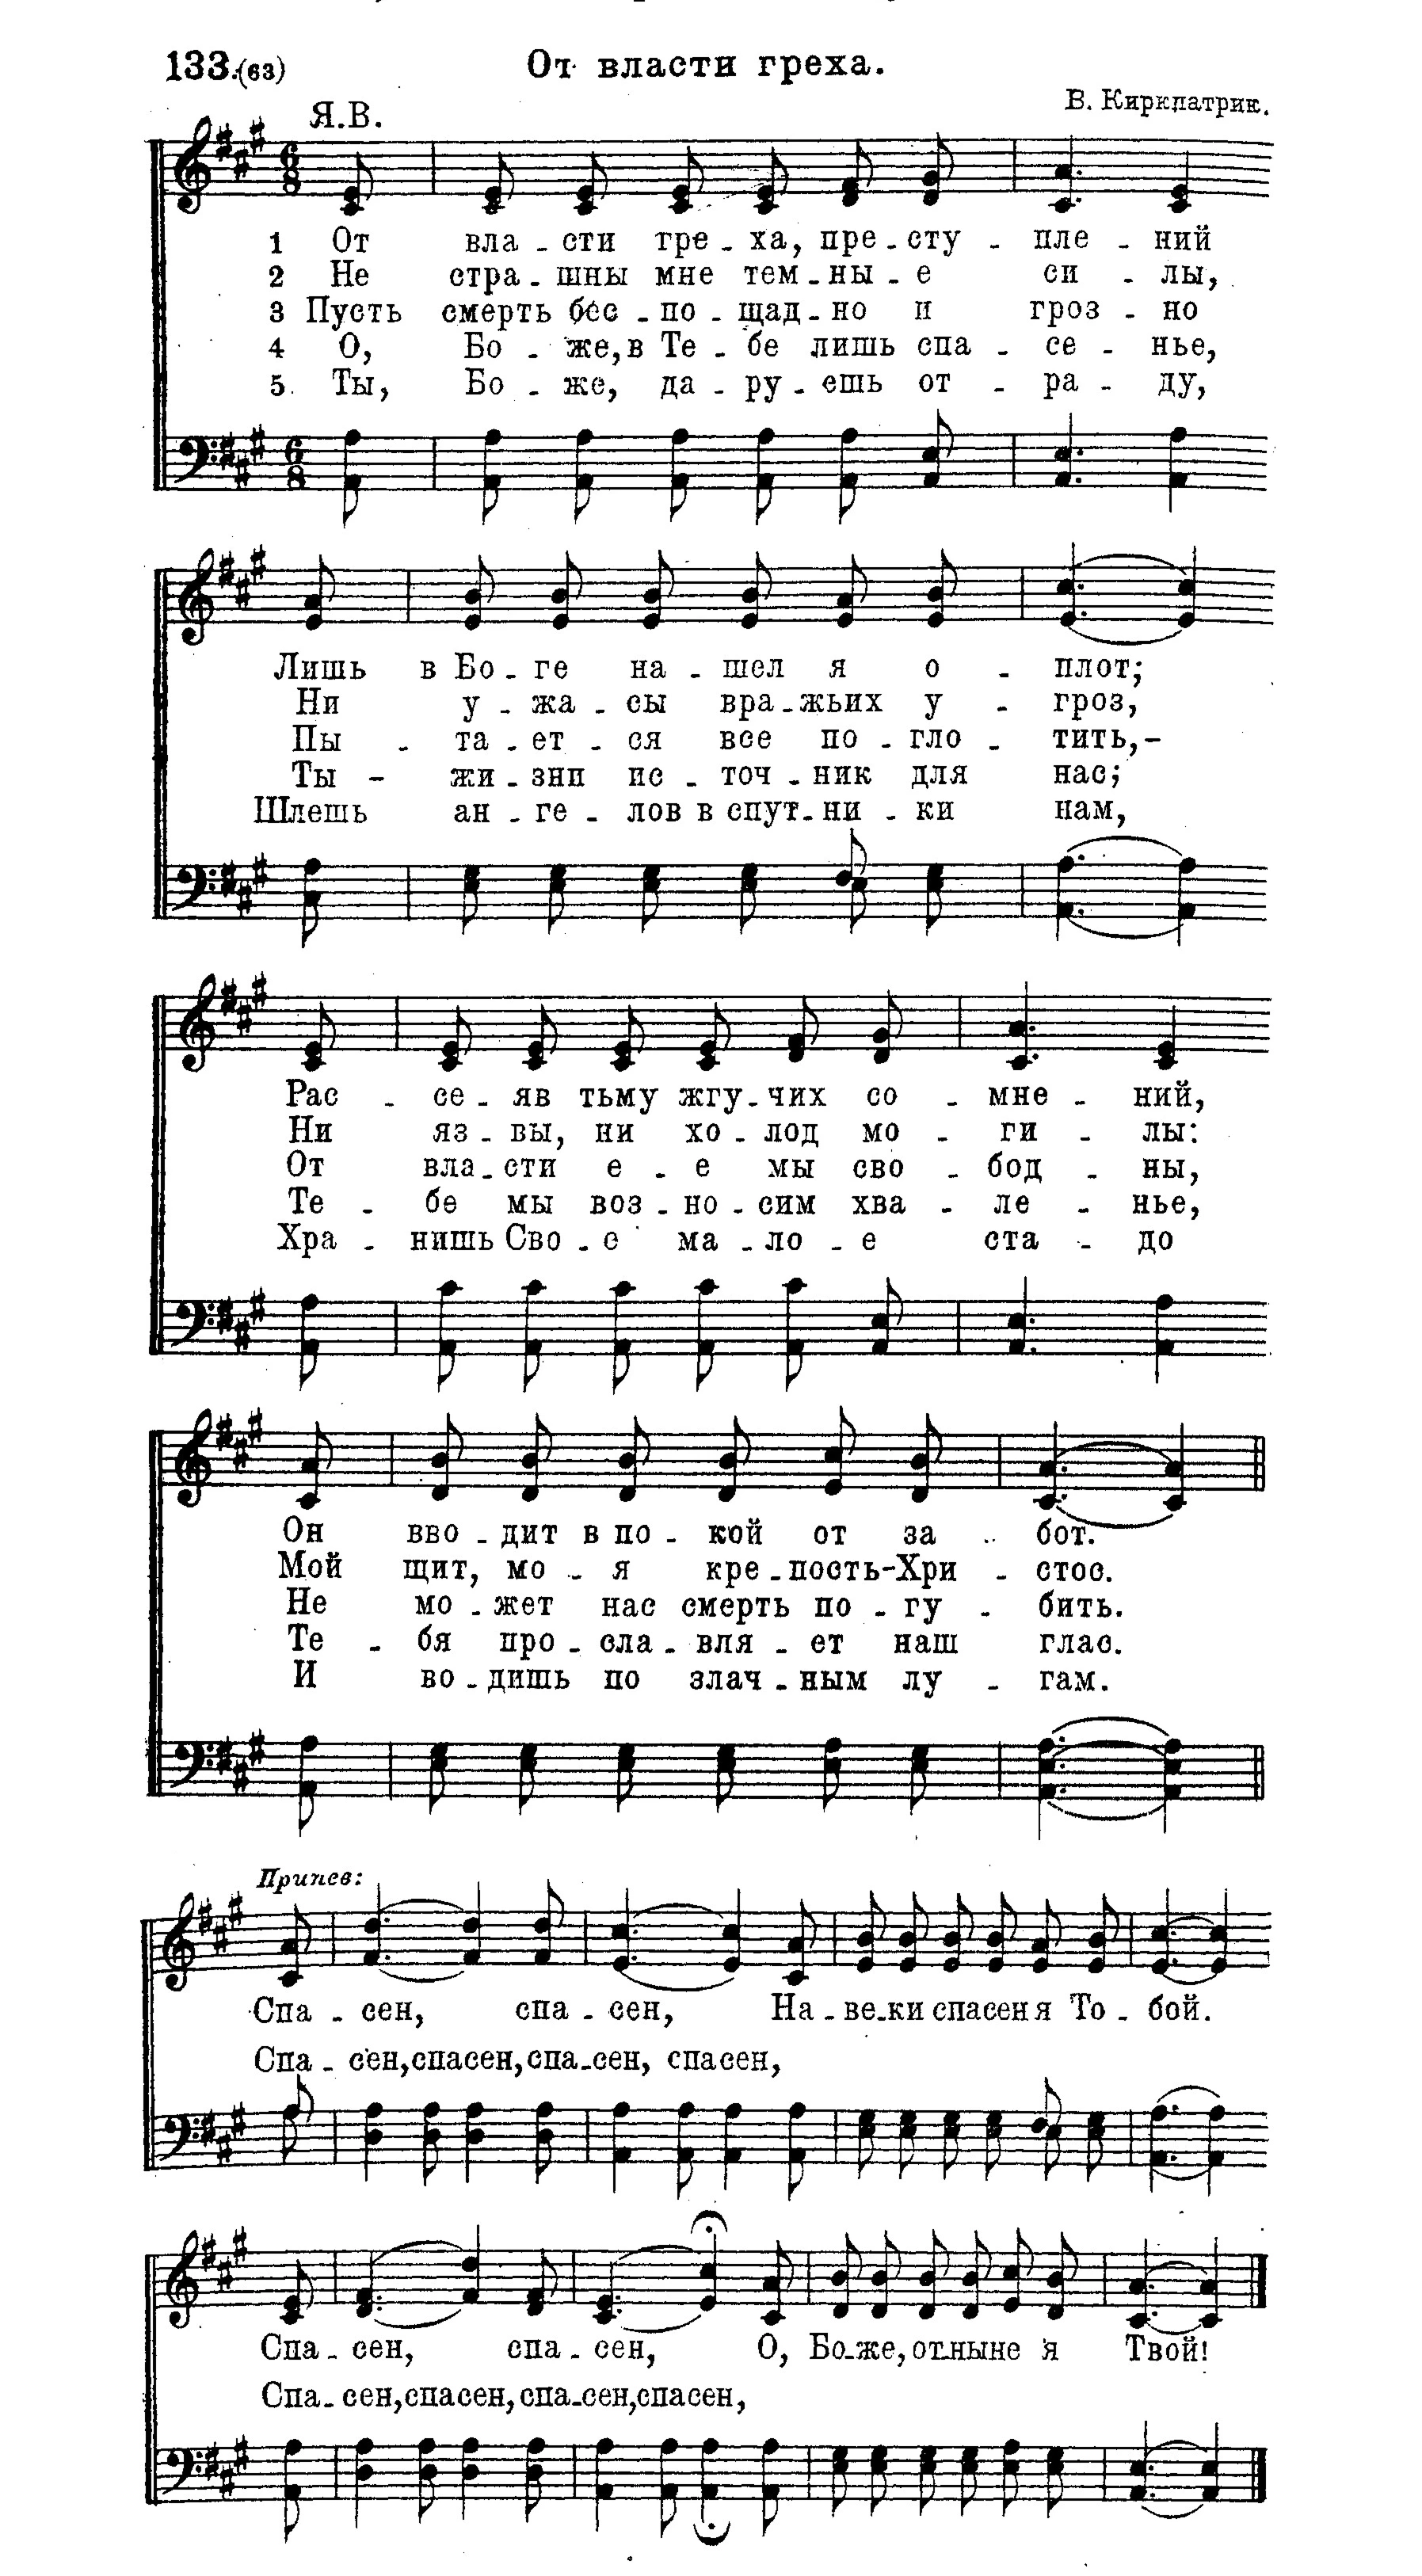 133.(63) От власти греха.
В. Киркпатрик.
Я.В.
6 8
1 От вла - сти гре - ха, пре - сту - пле - ний
2 Не стра - шны мне тем - ны - е си - лы,
3 Пусть смерть бес - по - щад - но и гроз - но
4 О, Бо - же, в Те - бе лишь спа - се - нье,
5. Ты, Бо - же, да - ру - ешь от - ра - ду,
6 8
Лишь в Бо - ге на - шел я о - плот;
Ни у - жа - сы вра - жьих у - гроз,
Пы - та - ет - ся все по - гло - тить,-
Ты - жи - зни ис - точ - ник для нас;
Шлешь ан - ге - лов в спут - ни - ки нам,
Рас - се - яв тьму жгу - чих со - мне - ний,
Ни яз - вы, ни хо - лод мо - ги - лы:
От вла - сти е - е мы сво - бод - ны,
Те - бе мы воз - но - сим хва - ле - нье,
Хра - нишь Сво - е ма - ло - е ста - до
Он вво - дит в по - кой от за - бот.
Мой щит, мо - я кре - пость-Хри - стос.
Не мо - жет нас смерть по - гу - бить.
Те - бя про - сла - вля - ет наш глас.
И во - дишь по злач - ным лу - гам.
Припев:
Спа - сен, спа - сен, На - ве - ки спасен я То - бой.
Спа - сен, спасен, спа - сен, спасен,
Спа - сен, спа - сен, О, Бо - же, от - ныне я Твой!
Спа - сен, спасен, спа - сен, спасен,